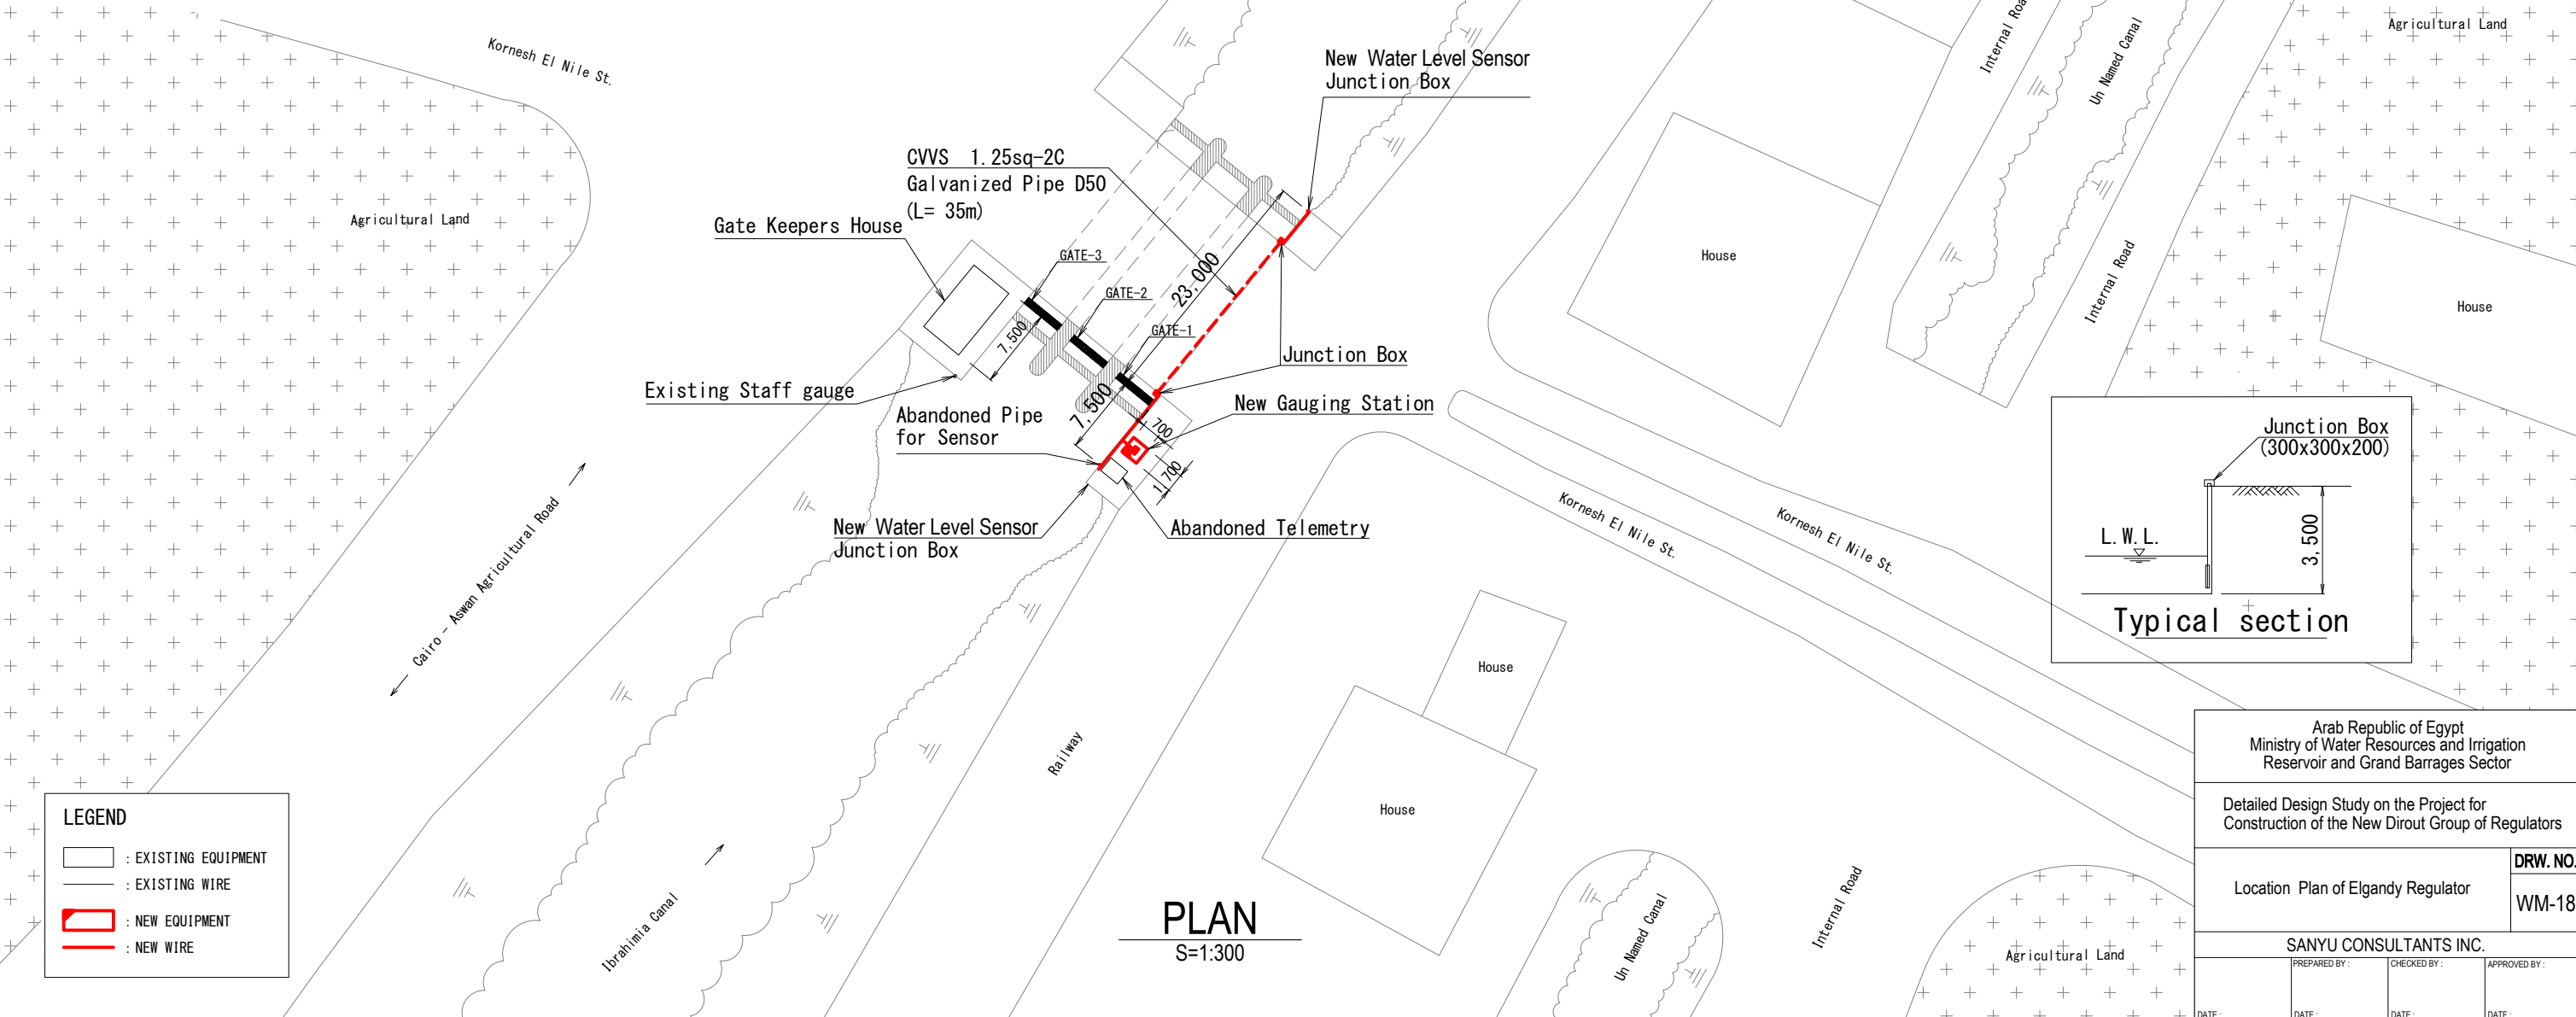 Kornesh El Nile St.
Agricultural Land
New Water Level Sensor
Junction Box
CVVS 1.25sq-2C
Galvanized Pipe D50
(L= 35m)
Gate Keepers House
GATE-3
GATE-2
GATE-1
23,000
7,500
7,500
700
1,700
Existing Staff gauge
Abandoned Pipe
for Sensor
Junction Box
New Gauging Station
New Water Level Sensor
Junction Box
Abandoned Telemetry
Cairo - Aswan Agricultural Road
Ibrahimia Canal
Railway
House
House
House
House
Internal Road
Un Named Canal
Internal Road
Agricultural Land
Kornesh El Nile St.
Kornesh El Nile St.
Un Named Canal
Internal Road
Agricultural Land
Junction Box
(300x300x200)
L.W.L.
3,500
Typical section
LEGEND
: EXISTING EQUIPMENT
: EXISTING WIRE
: NEW EQUIPMENT
: NEW WIRE
PLAN
S=1:300
Arab Republic of Egypt
Ministry of Water Resources and Irrigation
Reservoir and Grand Barrages Sector
Detailed Design Study on the Project for
Construction of the New Dirout Group of Regulators
Location Plan of Elgandy Regulator
DRW. NO.
WM-18
SANYU CONSULTANTS INC.
PREPARED BY :
CHECKED BY :
APPROVED BY :
DATE :
DATE :
DATE :
DATE :